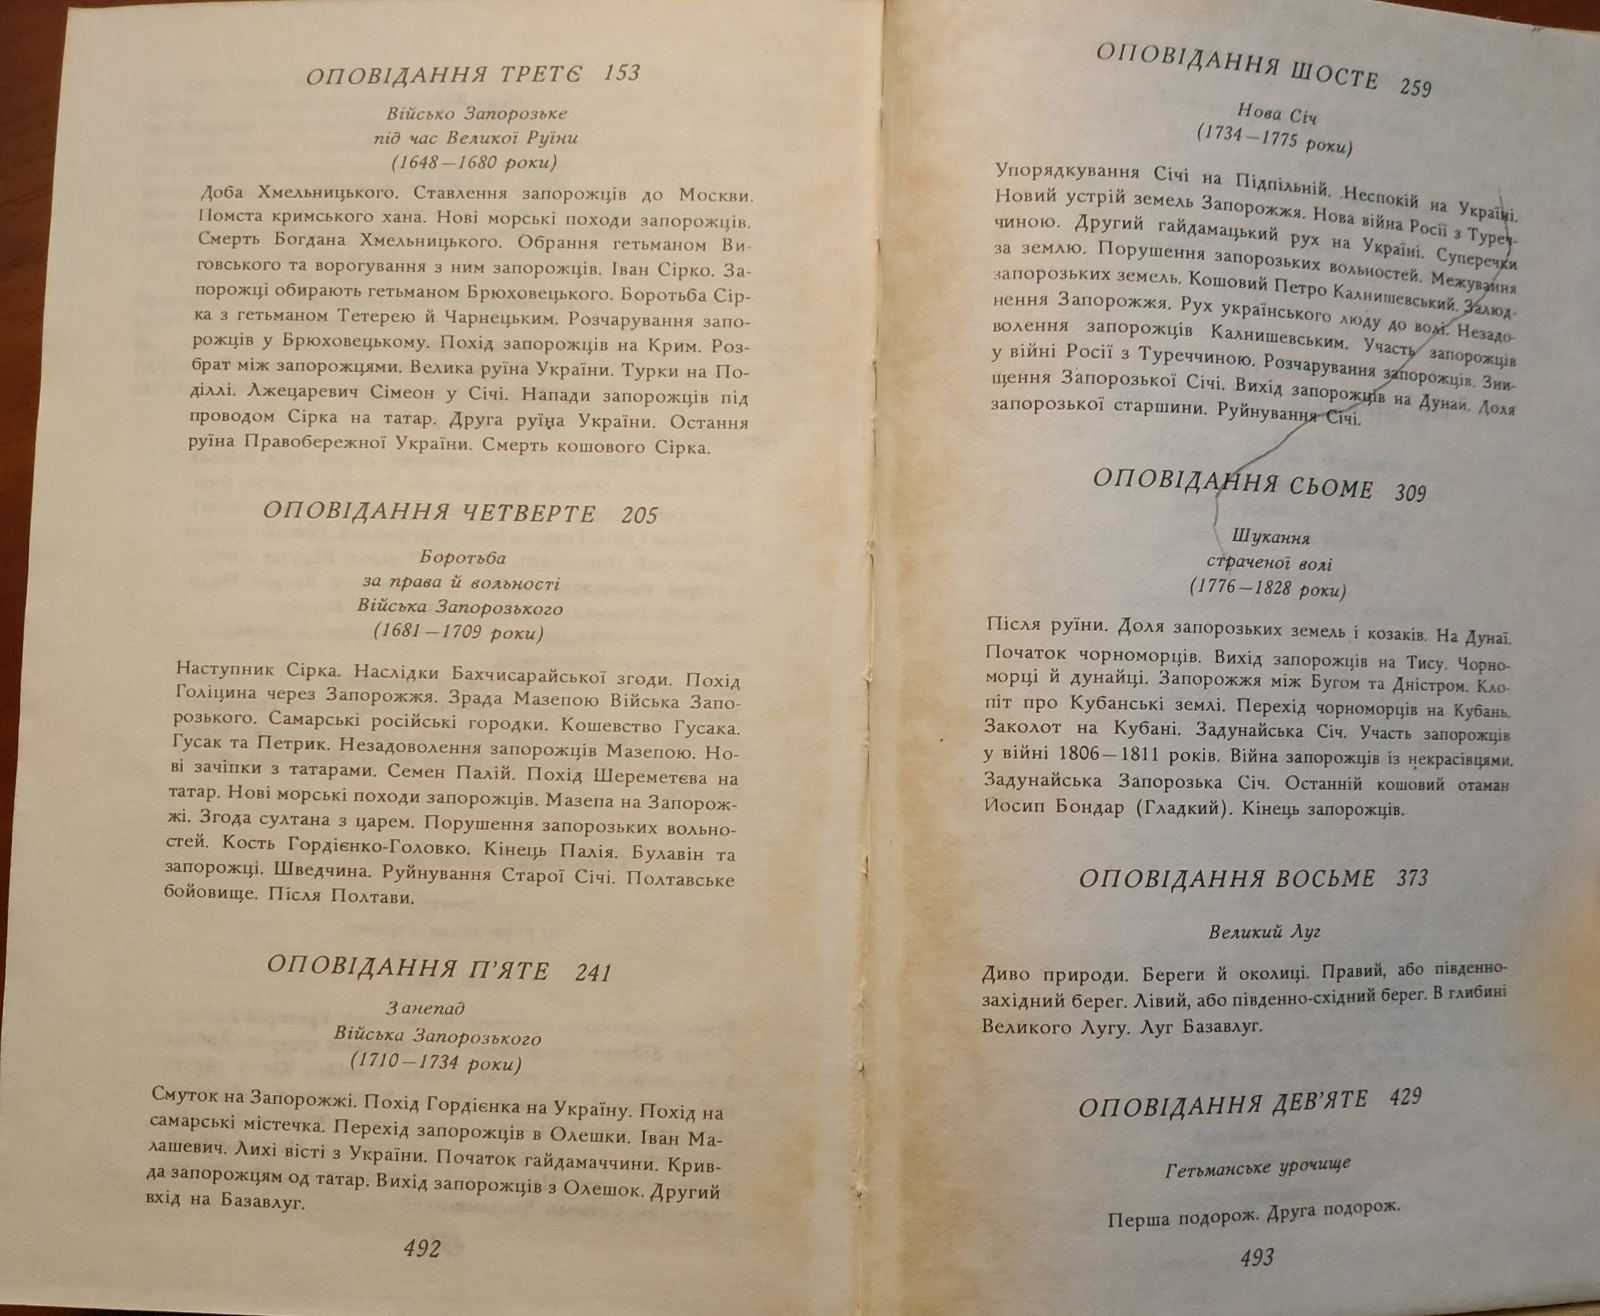 ОПОВІДАННЯ ТРЕТЄ 153
Військо Запорозьке
під час Великої Руїни
(1648—1680 роки)
Доба Хмельницького. Ставлення запорожців до Москви.
Помста кримського хана. Нові морські походи запорожців.
Смерть Богдана Хмельницького. Обрання гетьманом Ви-
говського та ворогування з ним запорожців. Іван Сірко. За-
порожці обирають гетьманом Брюховецького. Боротьба Сір-
ка з гетьманом Тетерею й Чарнецьким. Розчарування запо-
рожців у Брюховецькому. Похід запорожців на Крим. Роз-
брат між запорожцями. Велика руїна України. Турки на По-
діллі. Лжецаревич Сімеон у Січі. Напади запорожців під
проводом Сірка на татар. Друга руїна України. Остання
руїна Правобережної України. Смерть кошового Сірка.
ОПОВІДАННЯ ЧЕТВЕРТЕ 205
Боротьба
за права й вольності
Війська Запорозького
(1681—1709 роки)
Наступник Сірка. Наслідки Бахчисарайської згоди. Похід
Голіцина через Запорожжя. Зрада Мазепою Війська Запо-
розького. Самарські російські городки. Кошевство Гусака.
Гусак та Петрик. Незадоволення запорожців Мазепою. Но-
ві зачіпки з татарами. Семен Палій. Похід Шереметєва на
татар. Нові морські походи запорожців. Мазепа на Запорож-
жі. Згода султана з царем. Порушення запорозьких вольно-
стей. Кость Гордієнко-Головко. Кінець Палія. Булавін та
запорожці. Шведчина. Руйнування Старої Січі. Полтавське
бойовище. Після Полтави.
ОПОВІДАННЯ П'ЯТЕ 241
Занепад
Війська Запорозького
(1710—1734 роки)
Смуток на Запорожжі. Похід Гордієнка на Україну. Похід на
самарські містечка. Перехід запорожців в Олешки. Іван Ма-
лашевич. Лихі вісті з України. Початок гайдамаччини. Крив-
да запорожцям од татар. Вихід запорожців з Олешок. Другий
вхід на Базавлуг.
492
ОПОВІДАННЯ ШОСТЕ 259
Нова Січ
(1734—1775 роки)
Упорядкування Січі на Підпільній. Неспокій на Україні.
Новий устрій земель Запорожжя. Нова війна Росії з Туреч-
чиною. Другий гайдамацький рух на Україні. Суперечки
за землю. Порушення запорозьких вольностей. Межування
запорозьких земель. Кошовий Петро Калнишевський. Залюд-
нення Запорожжя. Рух українського люду до волі. Незадо-
волення запорожців Калнишевським. Участь запорожців
у війні Росії з Туреччиною. Розчарування запорожців. Зни-
щення Запорозької Січі. Вихід запорожців на Дунай. Доля
запорозької старшини. Руйнування Січі.
ОПОВІДАННЯ СЬОМЕ 309
Шукання
страченої волі
(1776—1828 роки)
Після руїни. Доля запорозьких земель і козаків. На Дунаї.
Початок чорноморців. Вихід запорожців на Тису. Чорно-
морці й дунайці. Запорожжя між Бугом та Дністром. Кло-
піт про Кубанські землі. Перехід чорноморців на Кубань.
Заколот на Кубані. Задунайська Січ. Участь запорожців
у війні 1806—1811 років. Війна запорожців із некрасівцями.
Задунайська Запорозька Січ. Останній кошовий отаман
Йосип Бондар (Гладкий). Кінець запорожців.
ОПОВІДАННЯ ВОСЬМЕ 373
Великий Луг
Диво природи. Береги й околиці. Правий, або південно-
західний берег. Лівий, або південно-східний берег. В глибині
Великого Лугу. Луг Базавлуг.
ОПОВІДАННЯ ДЕВ'ЯТЕ 429
Гетьманське урочище
Перша подорож. Друга подорож.
493